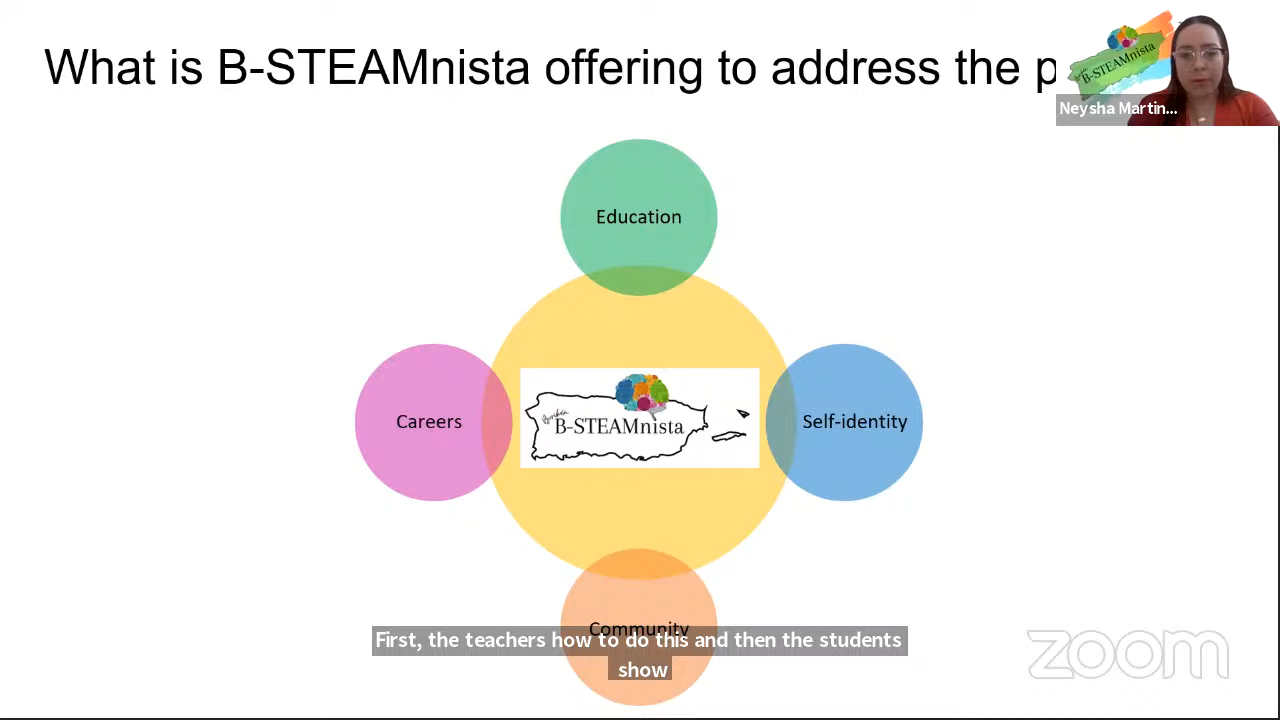 What is B-STEAMnista offering to address the p
B-STEAMnista
Neysha Martin...
Education
Careers
Boriken
B-STEAMnista
Self-identity
Community
First, the teachers how to do this and then the students
show
zoom